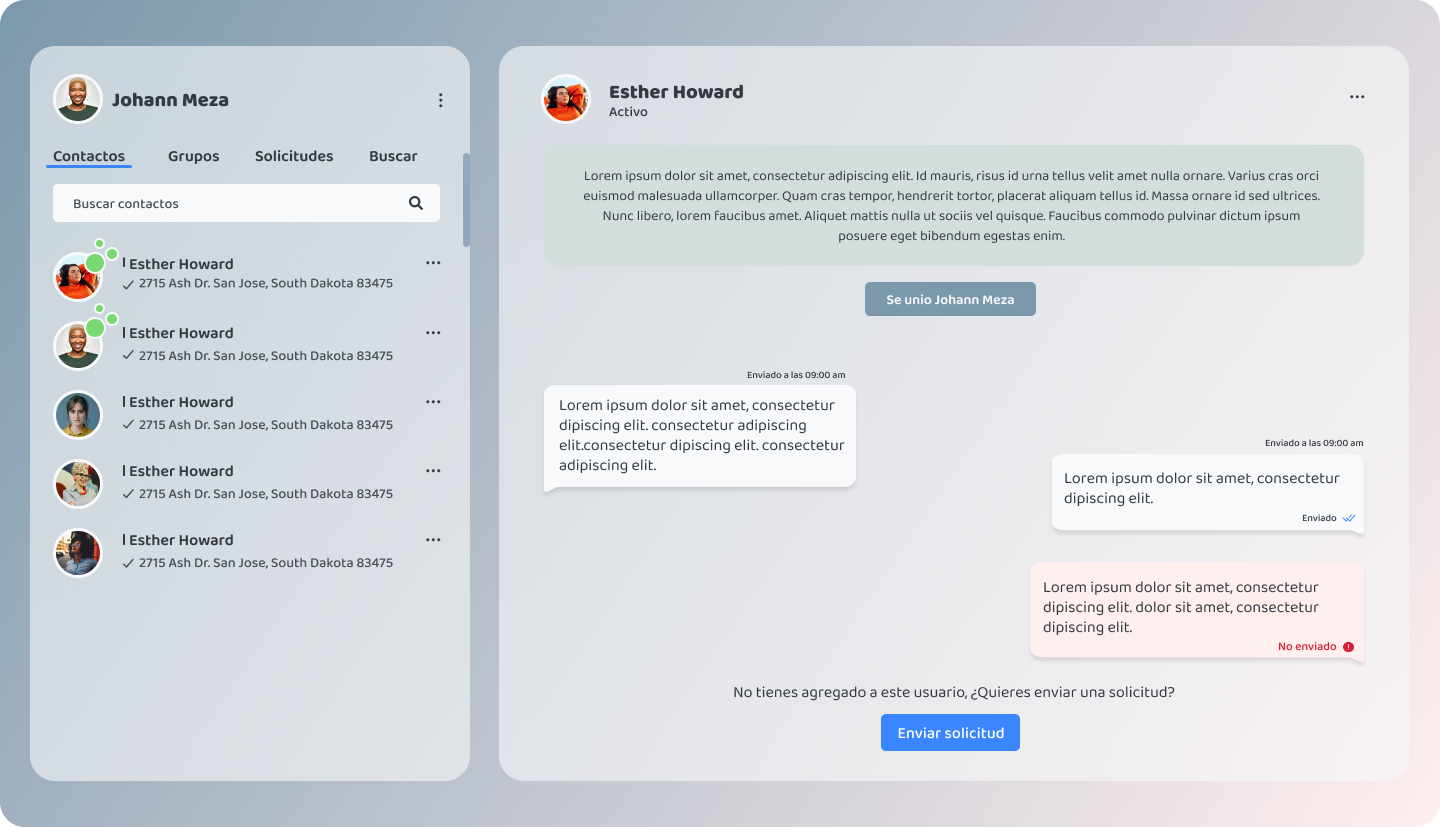 Johann Meza
Contactos Grupos Solicitudes Buscar
Buscar contactos
Esther Howard
2715 Ash Dr. San Jose, South Dakota 83475
Esther Howard
2715 Ash Dr. San Jose, South Dakota 83475
Esther Howard
2715 Ash Dr. San Jose, South Dakota 83475
Esther Howard
2715 Ash Dr. San Jose, South Dakota 83475
Esther Howard
2715 Ash Dr. San Jose, South Dakota 83475
Esther Howard
Activo
Lorem ipsum dolor sit amet, consectetur adipiscing elit. Id mauris, risus id urna tellus velit amet nulla ornare. Varius cras orci
euismod malesuada ullamcorper. Quam cras tempor, hendrerit tortor, placerat aliquam tellus id. Massa ornare id sed ultrices.
Nunc libero, lorem faucibus amet. Aliquet mattis nulla ut sociis vel quisque. Faucibus commodo pulvinar dictum ipsum
posuere eget bibendum egestas enim.
Se unio Johann Meza
Enviado a las 09:00 am
Lorem ipsum dolor sit amet, consectetur
dipiscing elit. consectetur adipiscing
elit.consectetur dipiscing elit. consectetur
adipiscing elit.
Enviado a las 09:00 am
Lorem ipsum dolor sit amet, consectetur
dipiscing elit.
Enviado
Lorem ipsum dolor sit amet, consectetur
dipiscing elit. dolor sit amet, consectetur
dipiscing elit.
No enviado
No tienes agregado a este usuario, ¿Quieres enviar una solicitud?
Enviar solicitud